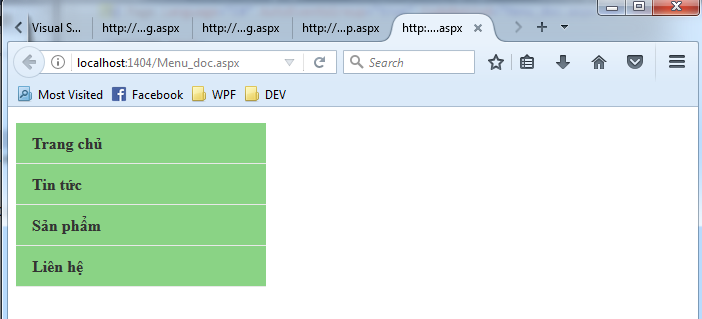 Visual S... http://...g.aspx http://...g.aspx http://...p.aspx http:....aspx
localhost:1404/Menu_doc.aspx Search
Most Visited Facebook WPF DEV
Trang chủ
Tin tức
Sản phẩm
Liên hệ